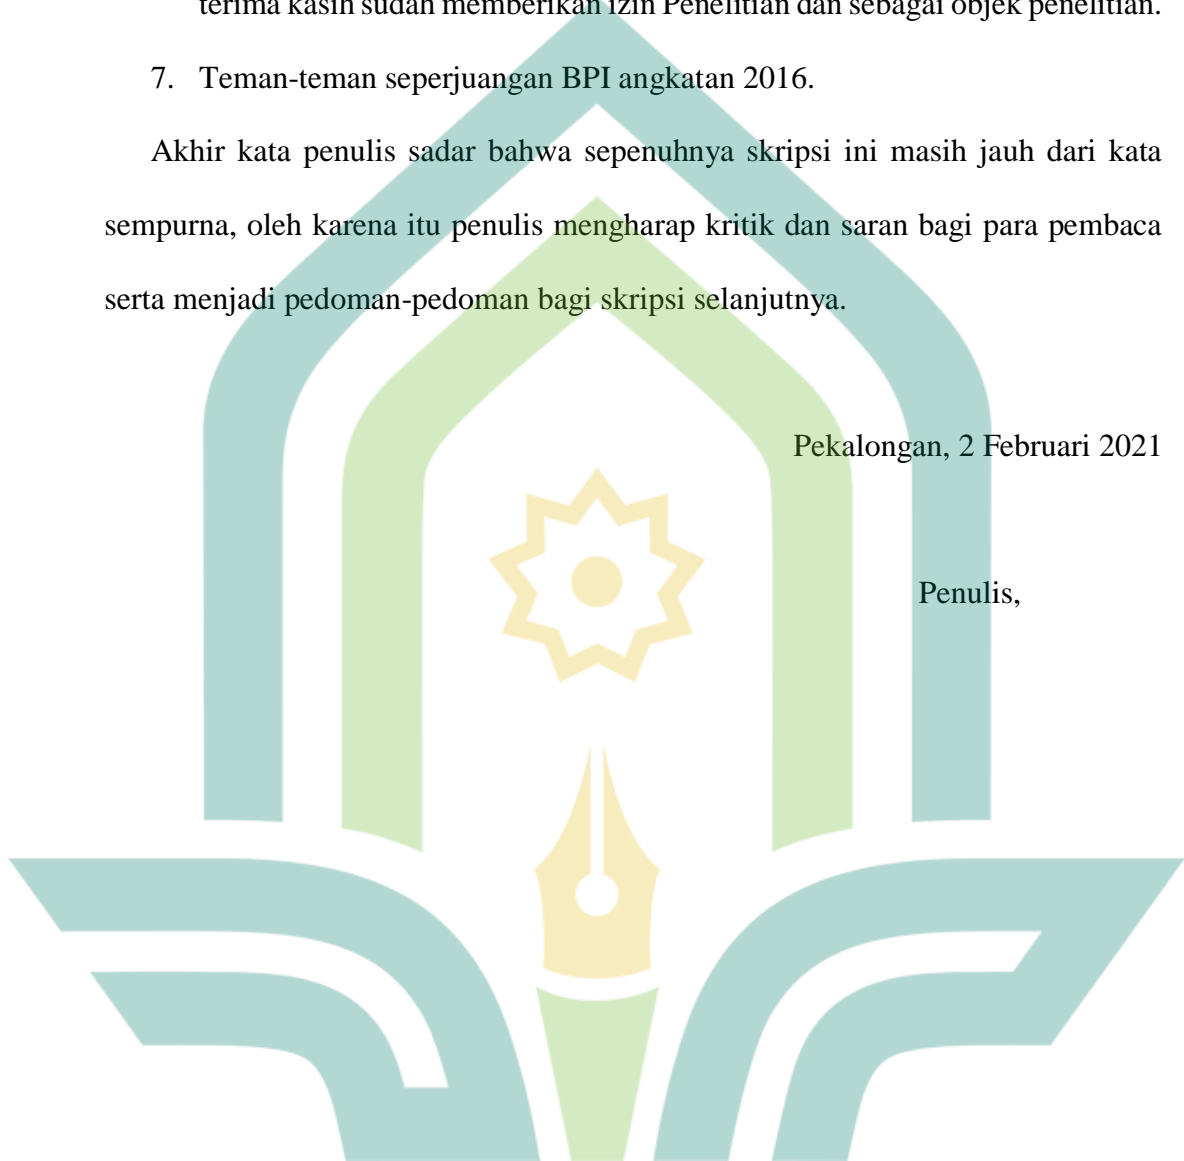 terima kasih sudah memberikan izin Penelitian dan sebagai objek penelitian.
7. Teman-teman seperjuangan BPI angkatan 2016.
Akhir kata penulis sadar bahwa sepenuhnya skripsi ini masih jauh dari kata
sempurna, oleh karena itu penulis mengharap kritik dan saran bagi para pembaca
serta menjadi pedoman-pedoman bagi skripsi selanjutnya.
Pekalongan, 2 Februari 2021
Penulis,